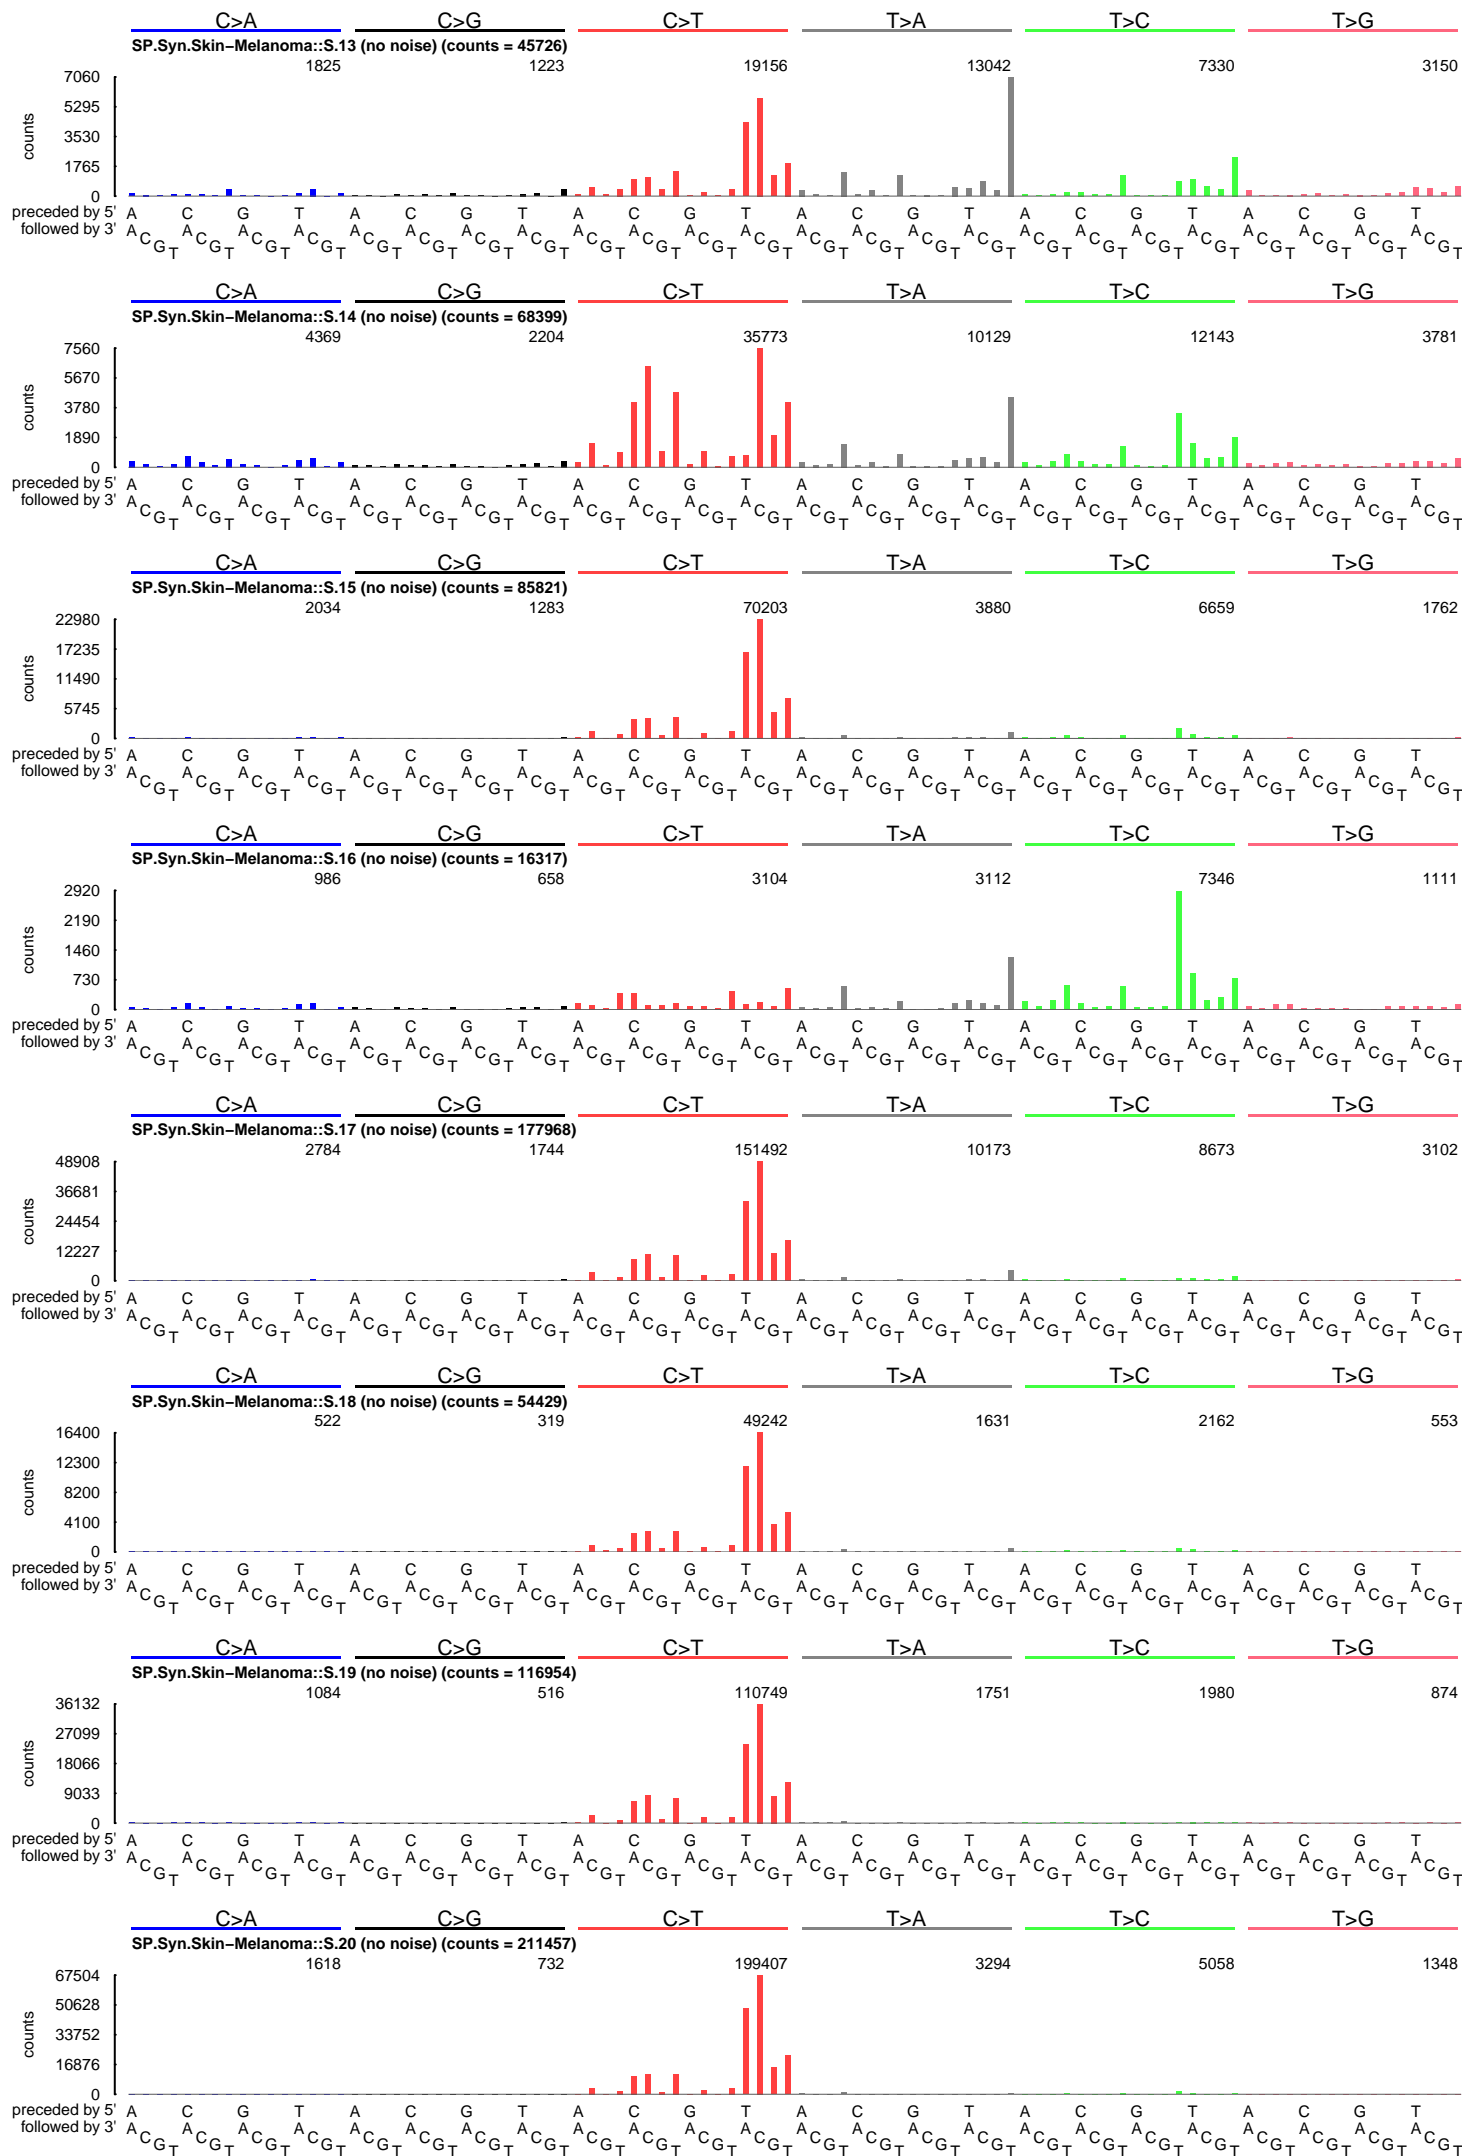 C>A C>G C>T T>A T>C T>G
SP.Syn.Skin−Melanoma::S.13 (no noise) (counts = 45726)
1825 1223 19156 13042 7330 3150
7060
5295
3530
1765
0
counts
preceded by 5' A C G T A C G T A C G T A C G T A C G T A C G T
followed by 3' A C G T A C G T A C G T A C G T A C G T A C G T A C G T A C G T A C G T A C G T A C G T A C G T A C G T A C G T A C G T A C G T A C G T A C G T A C G T A C G T A C G T A C G T A C G T A C G T
C>A C>G C>T T>A T>C T>G
SP.Syn.Skin−Melanoma::S.14 (no noise) (counts = 68399)
4369 2204 35773 10129 12143 3781
7560
5670
3780
1890
0
counts
preceded by 5' A C G T A C G T A C G T A C G T A C G T A C G T
followed by 3' A C G T A C G T A C G T A C G T A C G T A C G T A C G T A C G T A C G T A C G T A C G T A C G T A C G T A C G T A C G T A C G T A C G T A C G T A C G T A C G T A C G T A C G T A C G T A C G T
C>A C>G C>T T>A T>C T>G
SP.Syn.Skin−Melanoma::S.15 (no noise) (counts = 85821)
2034 1283 70203 3880 6659 1762
22980
17235
11490
5745
0
counts
preceded by 5' A C G T A C G T A C G T A C G T A C G T A C G T
followed by 3' A C G T A C G T A C G T A C G T A C G T A C G T A C G T A C G T A C G T A C G T A C G T A C G T A C G T A C G T A C G T A C G T A C G T A C G T A C G T A C G T A C G T A C G T A C G T A C G T
C>A C>G C>T T>A T>C T>G
SP.Syn.Skin−Melanoma::S.16 (no noise) (counts = 16317)
986 658 3104 3112 7346 1111
2920
2190
1460
730
0
counts
preceded by 5' A C G T A C G T A C G T A C G T A C G T A C G T
followed by 3' A C G T A C G T A C G T A C G T A C G T A C G T A C G T A C G T A C G T A C G T A C G T A C G T A C G T A C G T A C G T A C G T A C G T A C G T A C G T A C G T A C G T A C G T A C G T A C G T
C>A C>G C>T T>A T>C T>G
SP.Syn.Skin−Melanoma::S.17 (no noise) (counts = 177968)
2784 1744 151492 10173 8673 3102
48908
36681
24454
12227
0
counts
preceded by 5' A C G T A C G T A C G T A C G T A C G T A C G T
followed by 3' A C G T A C G T A C G T A C G T A C G T A C G T A C G T A C G T A C G T A C G T A C G T A C G T A C G T A C G T A C G T A C G T A C G T A C G T A C G T A C G T A C G T A C G T A C G T A C G T
C>A C>G C>T T>A T>C T>G
SP.Syn.Skin−Melanoma::S.18 (no noise) (counts = 54429)
522 319 49242 1631 2162 553
16400
12300
8200
4100
0
counts
preceded by 5' A C G T A C G T A C G T A C G T A C G T A C G T
followed by 3' A C G T A C G T A C G T A C G T A C G T A C G T A C G T A C G T A C G T A C G T A C G T A C G T A C G T A C G T A C G T A C G T A C G T A C G T A C G T A C G T A C G T A C G T A C G T A C G T
C>A C>G C>T T>A T>C T>G
SP.Syn.Skin−Melanoma::S.19 (no noise) (counts = 116954)
1084 516 110749 1751 1980 874
36132
27099
18066
9033
0
counts
preceded by 5' A C G T A C G T A C G T A C G T A C G T A C G T
followed by 3' A C G T A C G T A C G T A C G T A C G T A C G T A C G T A C G T A C G T A C G T A C G T A C G T A C G T A C G T A C G T A C G T A C G T A C G T A C G T A C G T A C G T A C G T A C G T A C G T
C>A C>G C>T T>A T>C T>G
SP.Syn.Skin−Melanoma::S.20 (no noise) (counts = 211457)
1618 732 199407 3294 5058 1348
67504
50628
33752
16876
0
counts
preceded by 5' A C G T A C G T A C G T A C G T A C G T A C G T
followed by 3' A C G T A C G T A C G T A C G T A C G T A C G T A C G T A C G T A C G T A C G T A C G T A C G T A C G T A C G T A C G T A C G T A C G T A C G T A C G T A C G T A C G T A C G T A C G T A C G T